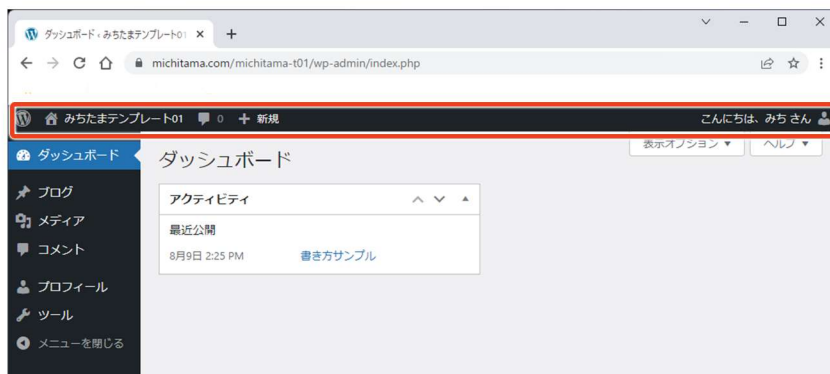 ダッシュボード ‹ みちたまテンプレート01
michitama.com/michitama-t01/wp-admin/index.php
みちたまテンプレート01 0 新規 こんにちは、みち さん
ダッシュボード
ブログ
メディア
コメント
プロフィール
ツール
メニューを閉じる
表示オプション ▼ ヘルプ ▼
ダッシュボード
アクティビティ
最近公開
8月9日 2:25 PM 書き方サンプル